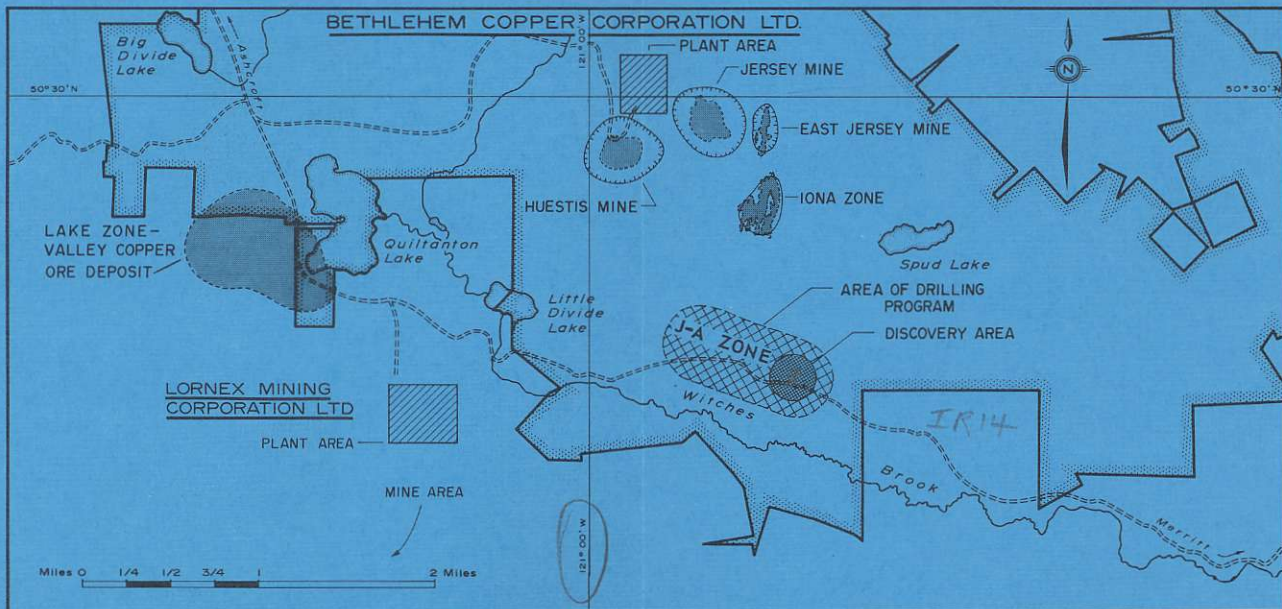 BETHLEHEM COPPER CORPORATION LTD.
Big
Divide
Lake
Ashcroft
121°00'W
PLANT AREA
JERSEY MINE
N
50°30'N
50°30'N
EAST JERSEY MINE
HUESTIS MINE
IONA ZONE
LAKE ZONE-
VALLEY COPPER
ORE DEPOSIT
Quiltanton
Lake
Spud Lake
Little
Divide
Lake
AREA OF DRILLING
PROGRAM
J-A ZONE
DISCOVERY AREA
LORNEX MINING
CORPORATION LTD
PLANT AREA
Witches
Brook
IR14
MINE AREA
121°00'W
Merritt
Miles 0 1/4 1/2 3/4 1 2 Miles